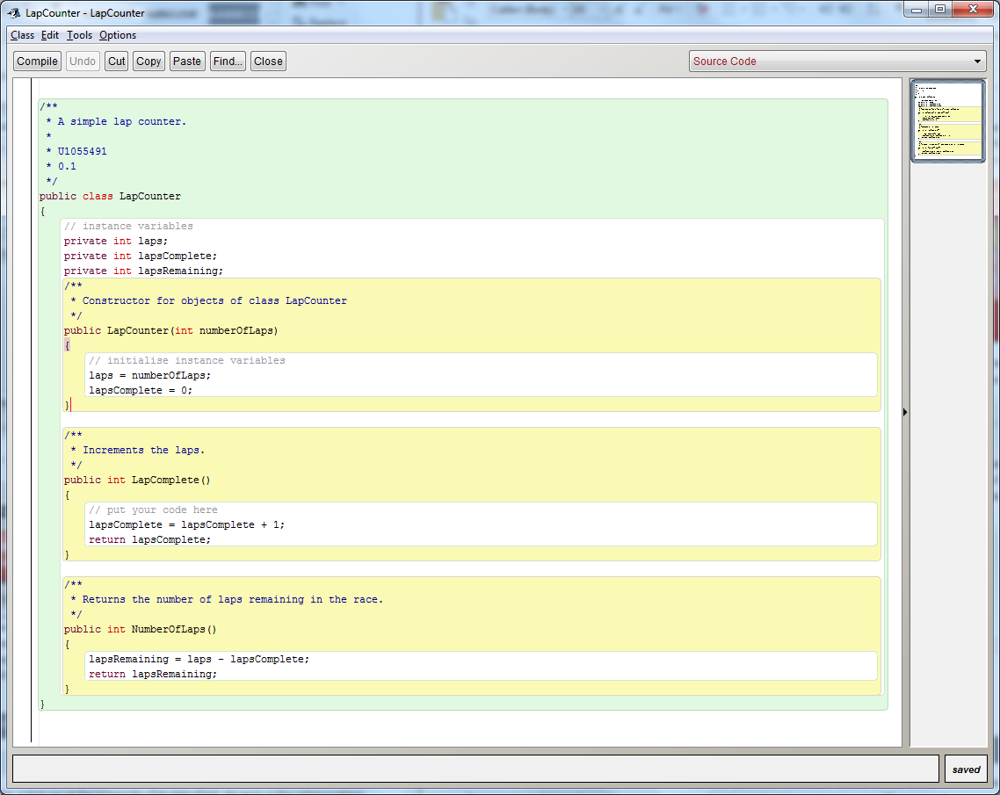 LapCounter - LapCounter
Class Edit Tools Options
Compile Undo Cut Copy Paste Find... Close Source Code
/**
 * A simple lap counter.
 *
 * U1055491
 * 0.1
 */
public class LapCounter
{
    // instance variables
    private int laps;
    private int lapsComplete;
    private int lapsRemaining;
    /**
     * Constructor for objects of class LapCounter
     */
    public LapCounter(int numberOfLaps)
    {
        // initialise instance variables
        laps = numberOfLaps;
        lapsComplete = 0;
    }
    /**
     * Increments the laps.
     */
    public int LapComplete()
    {
        // put your code here
        lapsComplete = lapsComplete + 1;
        return lapsComplete;
    }
    /**
     * Returns the number of laps remaining in the race.
     */
    public int NumberOfLaps()
    {
        lapsRemaining = laps - lapsComplete;
        return lapsRemaining;
    }
}
saved